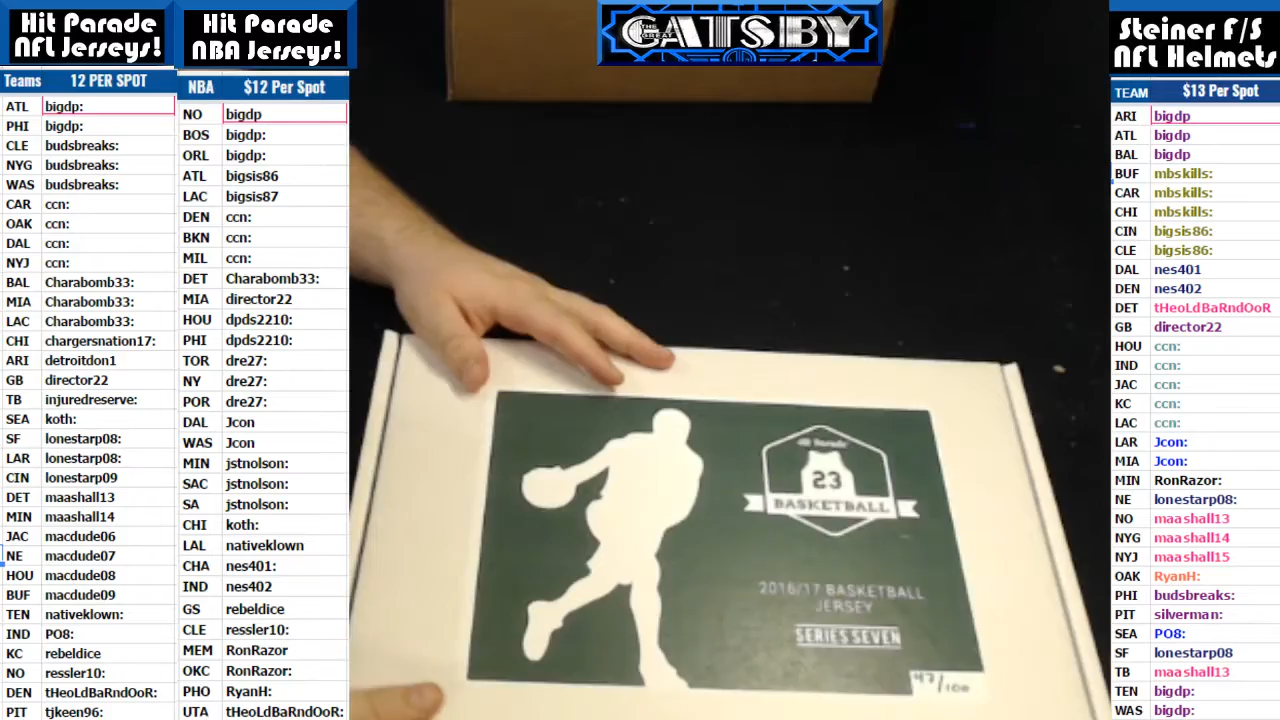 Hit Parade
NFL Jerseys!
Teams 12 PER SPOT
ATL bigdp:
PHI bigdp:
CLE budsbreaks:
NYG budsbreaks:
WAS budsbreaks:
CAR ccn:
OAK ccn:
DAL ccn:
NYJ ccn:
BAL Charabomb33:
MIA Charabomb33:
LAC Charabomb33:
CHI chargersnation17:
ARI detroitdon1
GB director22
TB injuredreserve:
SEA koth:
SF lonestarp08:
LAR lonestarp08:
CIN lonestarp09
DET maashall13
MIN maashall14
JAC macdude06
NE macdude07
HOU macdude08
BUF macdude09
TEN nativeklown:
IND PO8:
KC rebeldice
NO ressler10:
DEN tHeoLdBaRndOoR:
PIT tjkeen96:
Hit Parade
NBA Jerseys!
NBA $12 Per Spot
NO bigdp
BOS bigdp:
ORL bigdp:
ATL bigsis86
LAC bigsis87
DEN ccn:
BKN ccn:
MIL ccn:
DET Charabomb33:
MIA director22
HOU dpds2210:
PHI dpds2210:
TOR dre27:
NY dre27:
POR dre27:
DAL Jcon
WAS Jcon
MIN jstnolson:
SAC jstnolson:
SA jstnolson:
CHI koth:
LAL nativeklown
CHA nes401:
IND nes402
GS rebeldice
CLE ressler10:
MEM RonRazor
OKC RonRazor:
PHO RyanH:
UTA tHeoLdBaRndOoR:
THE GREAT
GATSBY
Hit Parade
23
BASKETBALL
2016/17 BASKETBALL
JERSEY
SERIES SEVEN
47/100
Steiner F/S
NFL Helmets
TEAM $13 Per Spot
ARI bigdp
ATL bigdp
BAL bigdp
BUF mbskills:
CAR mbskills:
CHI mbskills:
CIN bigsis86:
CLE bigsis86:
DAL nes401
DEN nes402
DET tHeoLdBaRndOoR
GB director22
HOU ccn:
IND ccn:
JAC ccn:
KC ccn:
LAC ccn:
LAR Jcon:
MIA Jcon:
MIN RonRazor:
NE lonestarp08:
NO maashall13
NYG maashall14
NYJ maashall15
OAK RyanH:
PHI budsbreaks:
PIT silverman:
SEA PO8:
SF lonestarp08
TB maashall13
TEN bigdp:
WAS bigdp: